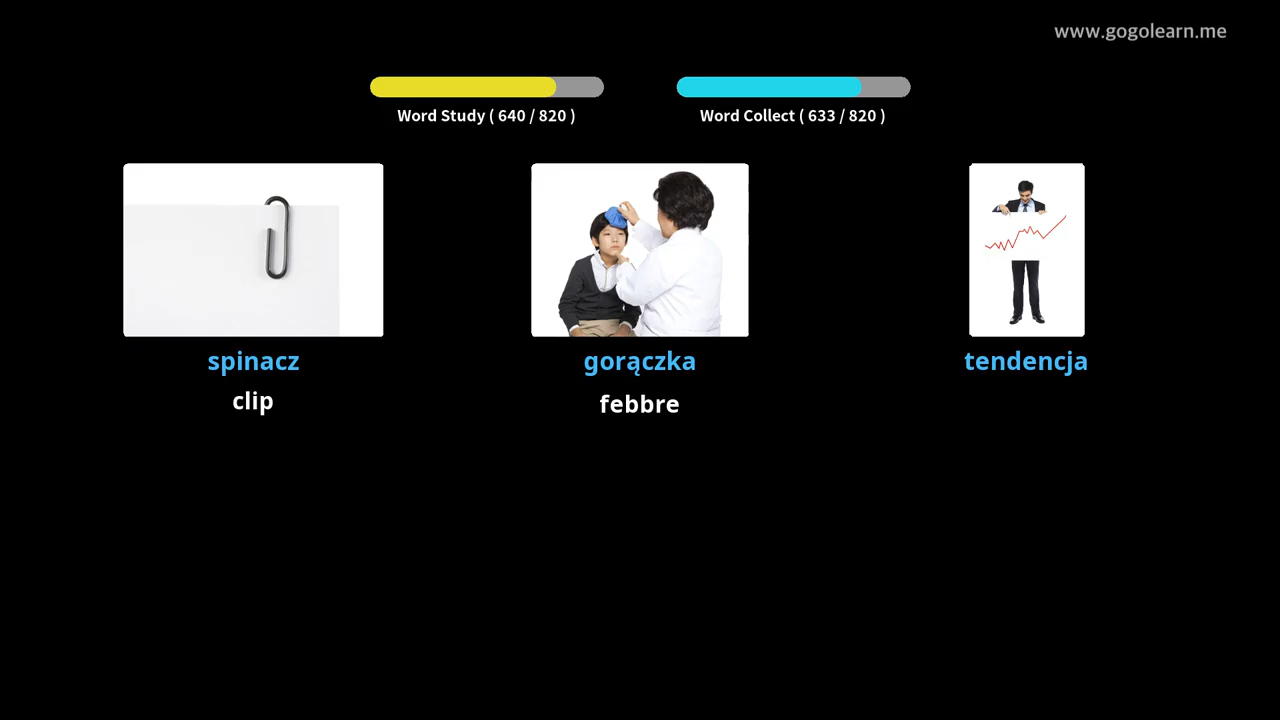 www.gogolearn.me
Word Study ( 640 / 820 )
Word Collect ( 633 / 820 )
spinacz
gorączka
tendencja
clip
febbre